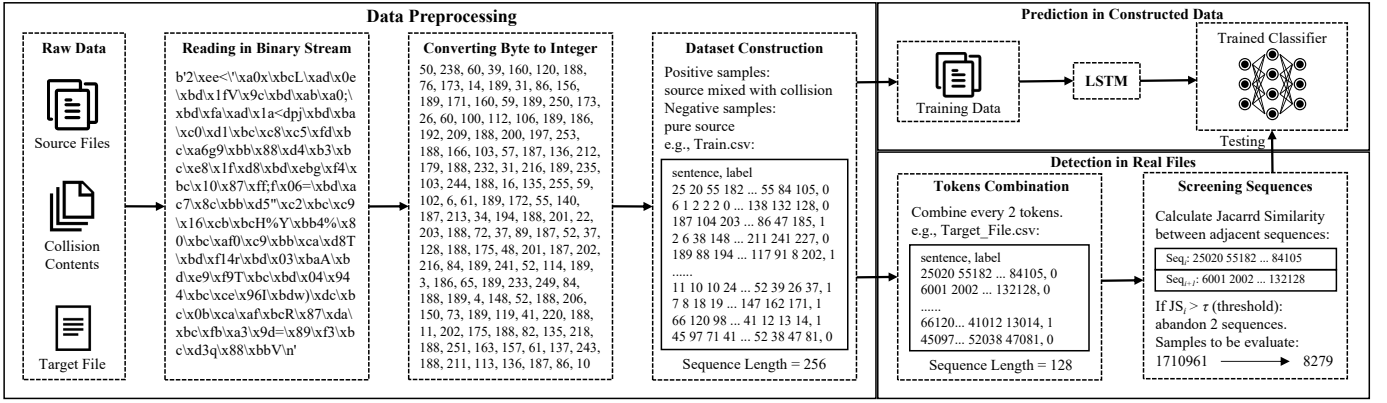 Data Preprocessing
Raw Data
Source Files
Collision
Contents
Target File
Reading in Binary Stream
b'2\xee<\'\xa0x\xbcL\xad\x0e
\xbd\x1fV\x9c\xbd\xab\xa0;\
\xbd\xfa\xad\x1a<dpj\xbd\xba
\xc0\xd1\xbc\xc8\xc5\xfd\xb
c\xa6g9\xbb\x88\xd4\xb3\xb
c\xe8\x1f\xd8\xbd\xebg\xf4\x
bc\x10\x87\xff;f\x06=\xbd\xa
c7\x8c\xbb\xd5"\xc2\xbc\xc9
\x16\xcb\xbcH%Y\xbb4%\x8
0\xbc\xaf0\xc9\xbb\xca\xd8T
\xbd\xf14r\xbd\x03\xbaA\xb
d\xe9\xf9T\xbc\xbd\x04\x94
4\xbc\xce\x96I\xbdw)\xdc\xb
c\x0b\xca\xaf\xbcR\x87\xda\
xbc\xfb\xa3\x9d=\x89\xf3\xb
c\xd3q\x88\xbbV\n'
Converting Byte to Integer
50, 238, 60, 39, 160, 120, 188,
76, 173, 14, 189, 31, 86, 156,
189, 171, 160, 59, 189, 250, 173,
26, 60, 100, 112, 106, 189, 186,
192, 209, 188, 200, 197, 253,
188, 166, 103, 57, 187, 136, 212,
179, 188, 232, 31, 216, 189, 235,
103, 244, 188, 16, 135, 255, 59,
102, 6, 61, 189, 172, 55, 140,
187, 213, 34, 194, 188, 201, 22,
203, 188, 72, 37, 89, 187, 52, 37,
128, 188, 175, 48, 201, 187, 202,
216, 84, 189, 241, 52, 114, 189,
3, 186, 65, 189, 233, 249, 84,
188, 189, 4, 148, 52, 188, 206,
150, 73, 189, 119, 41, 220, 188,
11, 202, 175, 188, 82, 135, 218,
188, 251, 163, 157, 61, 137, 243,
188, 211, 113, 136, 187, 86, 10
Dataset Construction
Positive samples:
source mixed with collision
Negative samples:
pure source
e.g., Train.csv:
sentence, label
25 20 55 182 ... 55 84 105, 0
6 1 2 2 2 0 ... 138 132 128, 0
187 104 203 ... 86 47 185, 1
2 6 38 148 ... 211 241 227, 0
189 88 194 ... 117 91 8 202, 1
......
11 10 10 24 ... 52 39 26 37, 1
7 8 18 19 ... 147 162 171, 1
66 120 98 ... 41 12 13 14, 1
45 97 71 41 ... 52 38 47 81, 0
Sequence Length = 256
Prediction in Constructed Data
Training Data
LSTM
Trained Classifier
Testing
Detection in Real Files
Tokens Combination
Combine every 2 tokens.
e.g., Target_File.csv:
sentence, label
25020 55182 ... 84105, 0
6001 2002 ... 132128, 0
......
66120... 41012 13014, 1
45097... 52038 47081, 0
Sequence Length = 128
Screening Sequences
Calculate Jacarrd Similarity
between adjacent sequences:
Seqi: 25020 55182 ... 84105
Seqi+1: 6001 2002 ... 132128
If JSi > τ (threshold):
abandon 2 sequences.
Samples to be evaluate:
1710961 8279